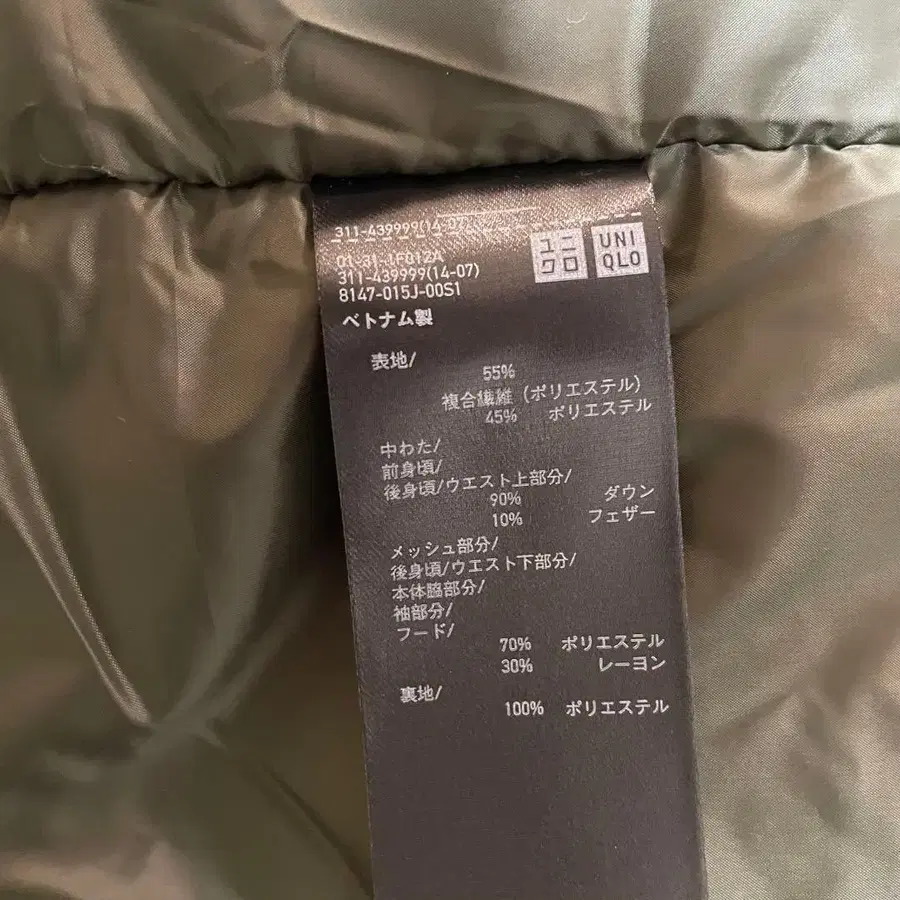 311-439999(14-07)
ユニクロ
UNIQLO
311-439999(14-07)
8147-015J-00S1
ベトナム製
表地/
55%
複合繊維 (ポリエステル)
45% ポリエステル
中わた/
前身頃/
後身頃/ウエスト上部分/
90% ダウン
10% フェザー
メッシュ部分/
後身頃/ウエスト下部分/
本体脇部分/
袖部分/
フード/
70% ポリエステル
30% レーヨン
裏地/
100% ポリエステル